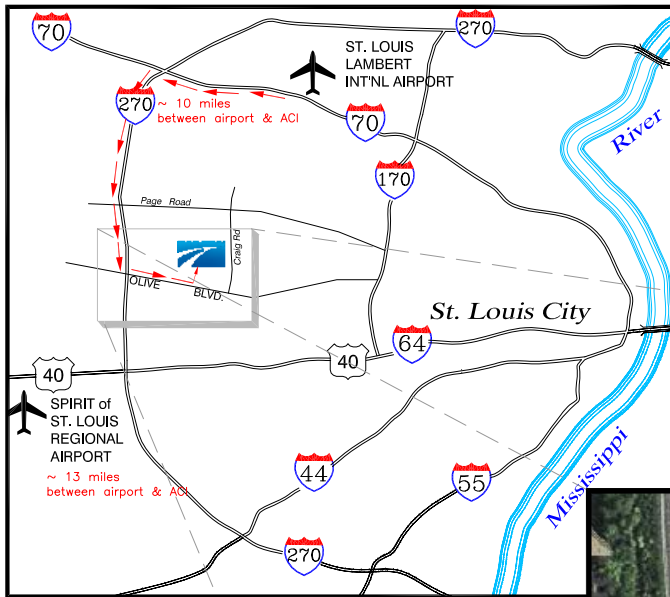 70
270
ST. LOUIS
LAMBERT
INT'NL AIRPORT
270
~ 10 miles
between airport & ACI
70
River
170
Page Road
Craig Rd
OLIVE
BLVD.
St. Louis City
64
40
40
SPIRIT of
ST. LOUIS
REGIONAL
AIRPORT
~ 13 miles
between airport & ACI
44
55
Mississippi
270